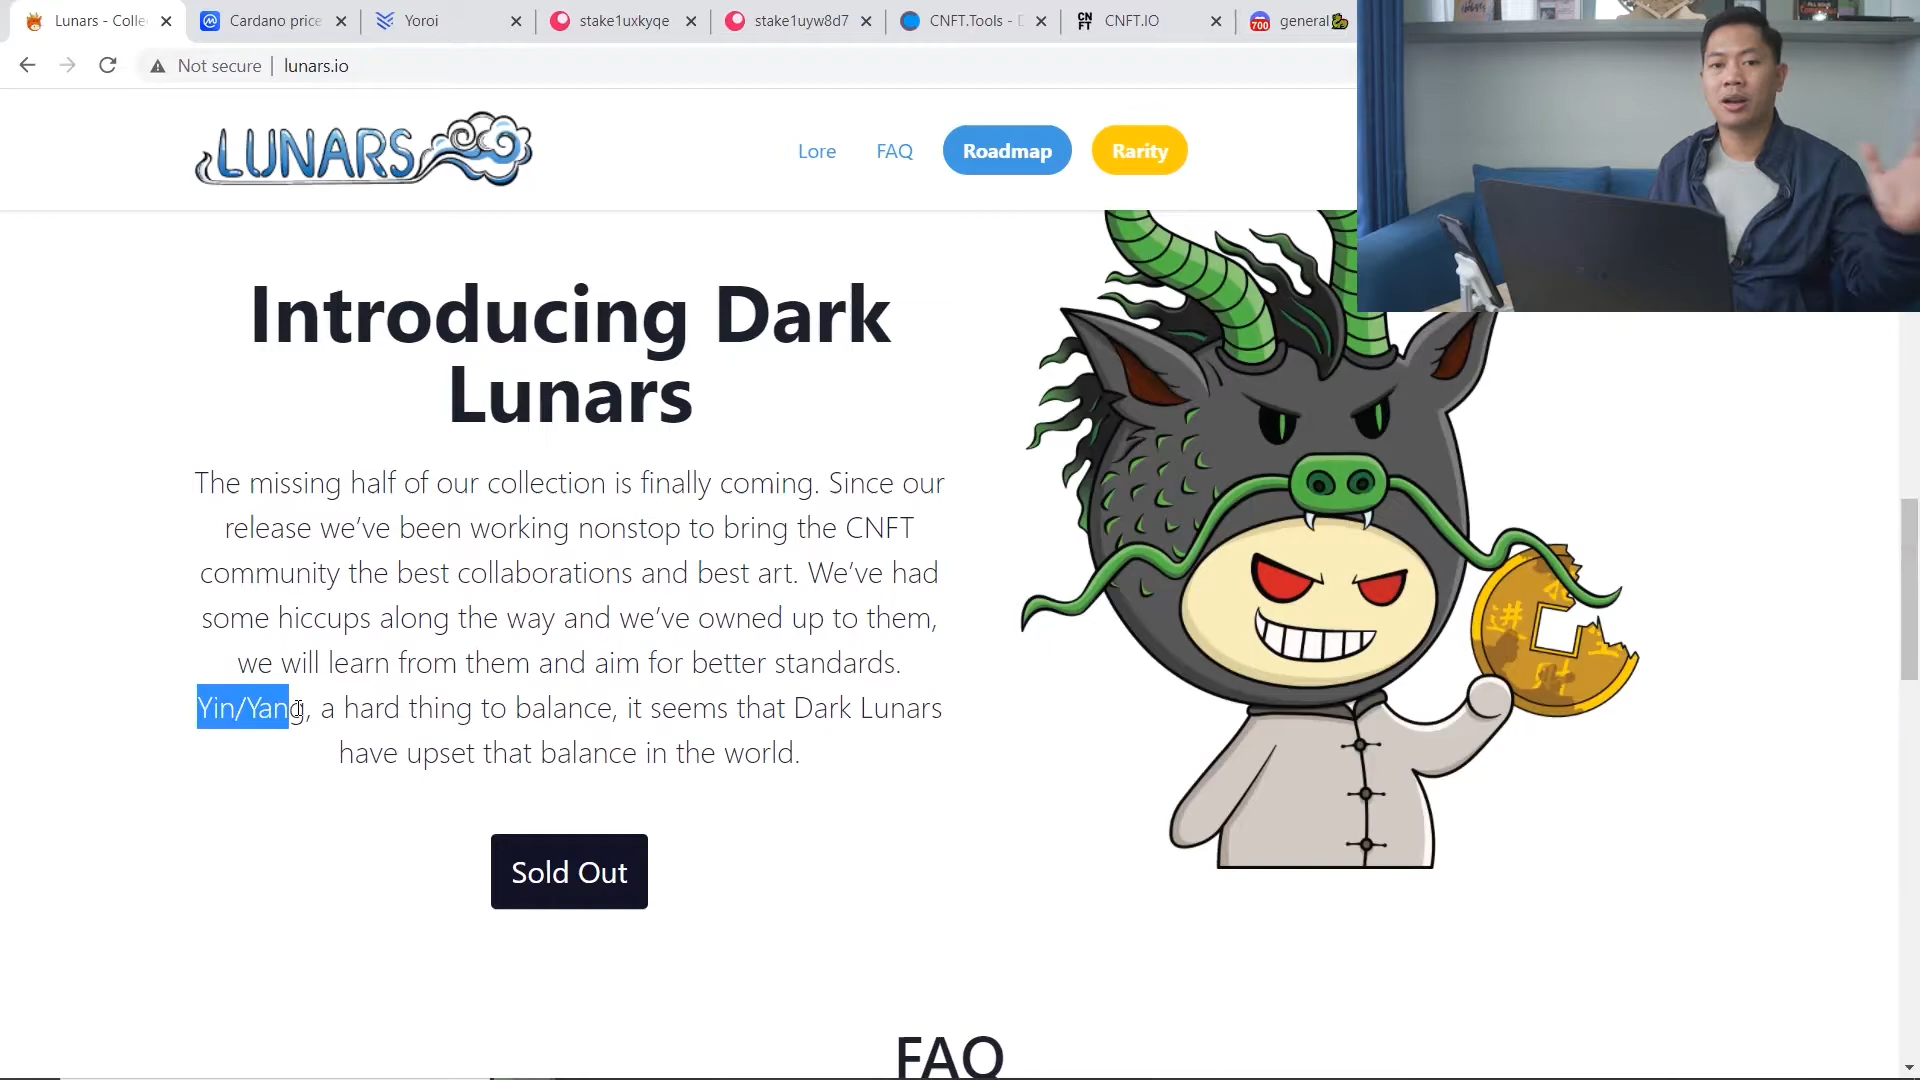 Lunars - Colle
Cardano price
Yoroi
stake1uxkyqe
stake1uyw8d7
CNFT.Tools - D
CN
FT
CNFT.IO
700
general
Not secure
lunars.io
LUNARS
Lore
FAQ
Roadmap
Rarity
Introducing Dark
Lunars
The missing half of our collection is finally coming. Since our
release we’ve been working nonstop to bring the CNFT
community the best collaborations and best art. We’ve had
some hiccups along the way and we’ve owned up to them,
we will learn from them and aim for better standards.
Yin/Yang, a hard thing to balance, it seems that Dark Lunars
have upset that balance in the world.
Sold Out
FAQ